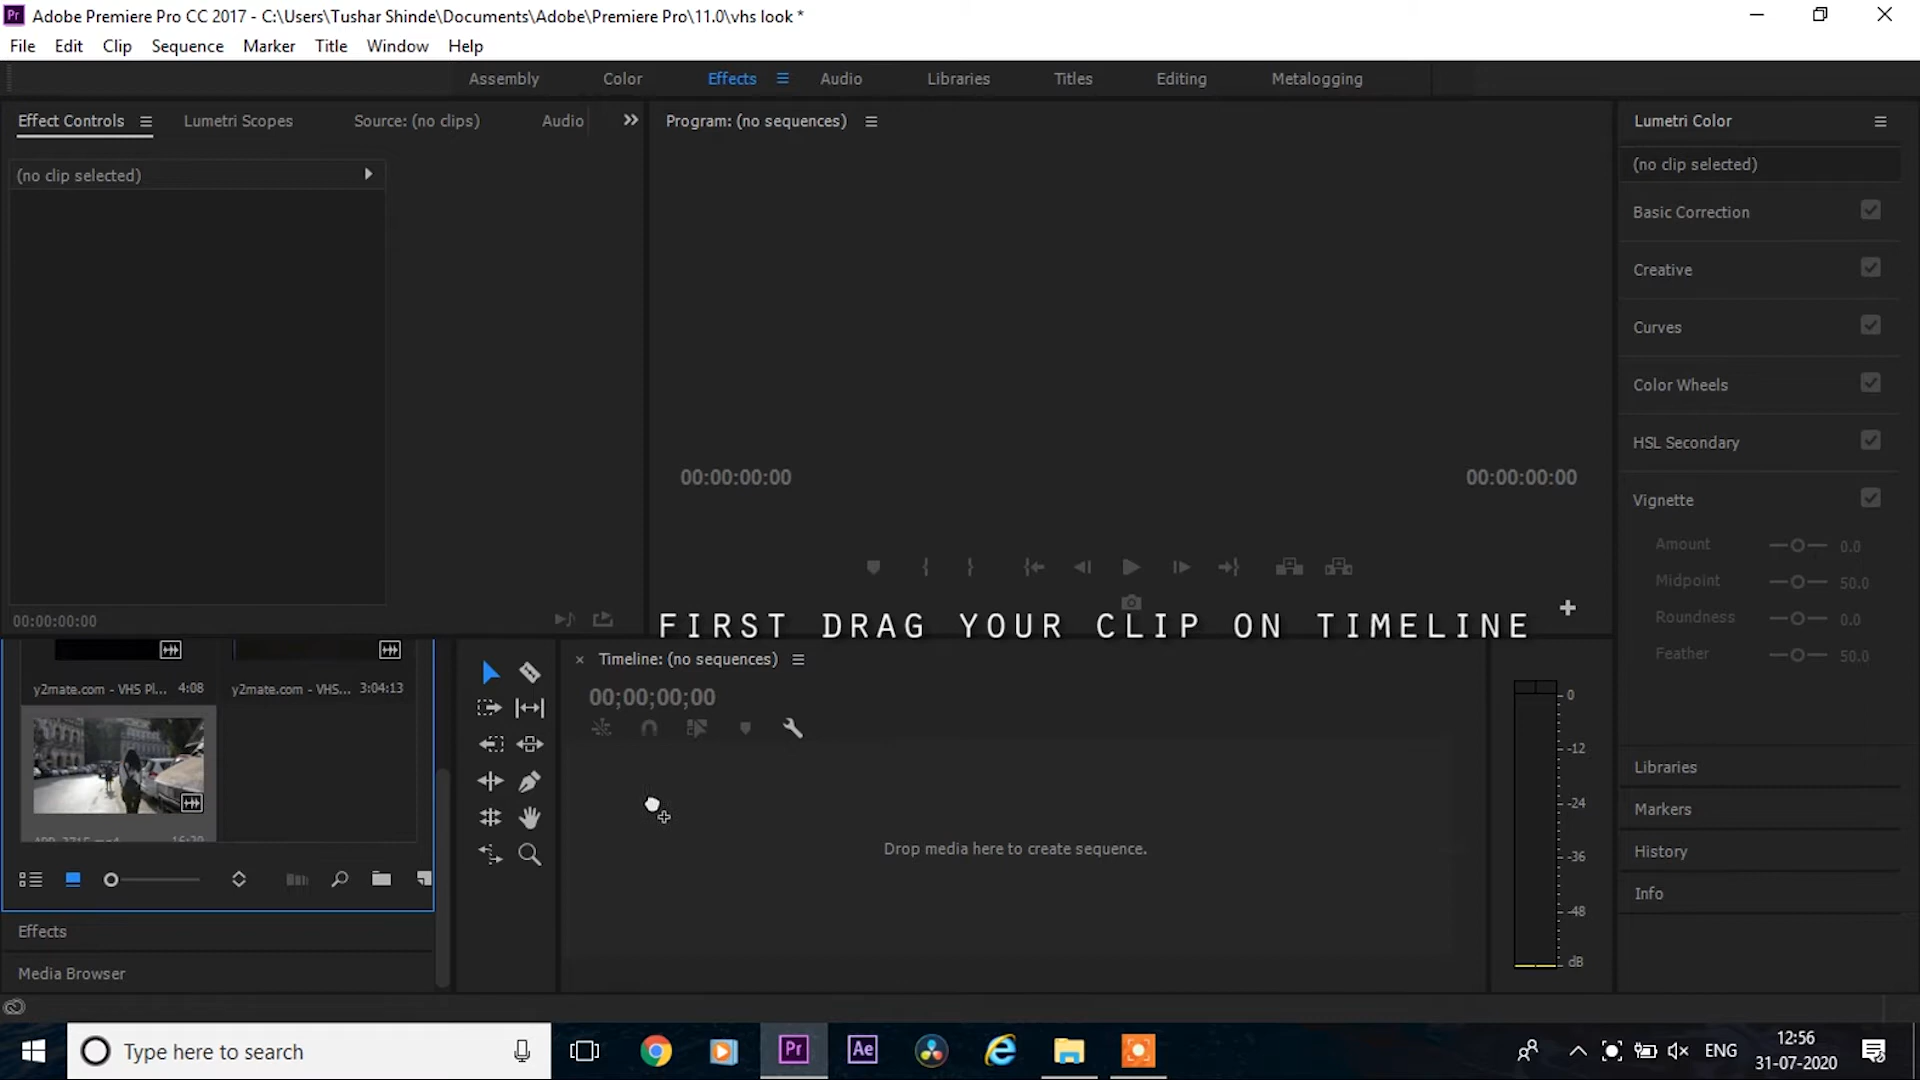 Adobe Premiere Pro CC 2017 - C:\Users\Tushar Shinde\Documents\Adobe\Premiere Pro\11.0\vhs look *
File Edit Clip Sequence Marker Title Window Help
Assembly Color Effects Audio Libraries Titles Editing Metalogging
Effect Controls Lumetri Scopes Source: (no clips) Audio
(no clip selected)
00:00:00:00
Program: (no sequences)
00:00:00:00 00:00:00:00
FIRST DRAG YOUR CLIP ON TIMELINE
Lumetri Color
(no clip selected)
Basic Correction
Creative
Curves
Color Wheels
HSL Secondary
Vignette
Amount 0.0
Midpoint 50.0
Roundness 0.0
Feather 50.0
y2mate.com - VHS Pl... 4:08 y2mate.com - VHS... 3:04:13
Effects
Media Browser
Timeline: (no sequences)
00;00;00;00
Drop media here to create sequence.
0
-12
-24
-36
-48
dB
Libraries
Markers
History
Info
Type here to search
Pr Ae
ENG
12:56
31-07-2020